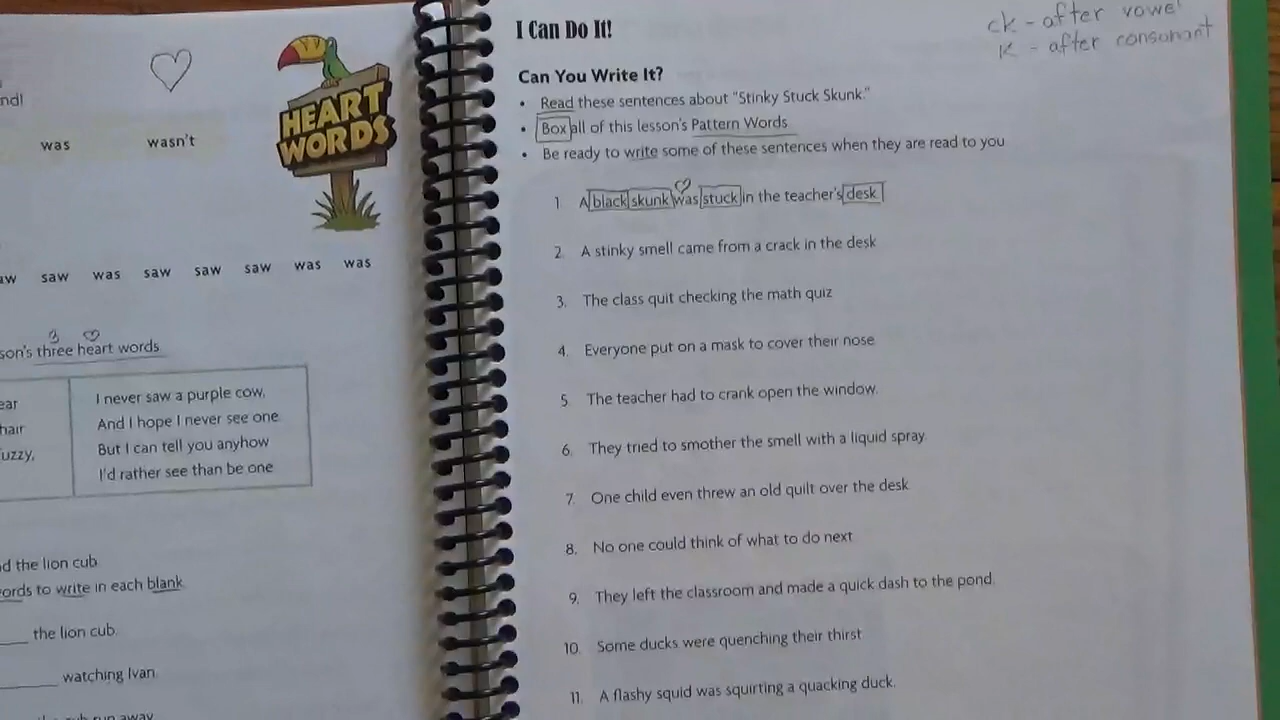 nd!
was wasn't
HEART
WORDS
aw saw was saw saw saw was was
son's three heart words
ear
hair
uzzy,
I never saw a purple cow,
And I hope I never see one
But I can tell you anyhow
I'd rather see than be one
d the lion cub
ords to write in each blank
____ the lion cub.
______ watching Ivan
cub run away
ck - after vowel
K - after consonant
I Can Do It!
Can You Write It?
• Read these sentences about "Stinky Stuck Skunk."
• Box all of this lesson's Pattern Words
• Be ready to write some of these sentences when they are read to you
1. A black skunk was stuck in the teacher's desk
2. A stinky smell came from a crack in the desk
3. The class quit checking the math quiz
4. Everyone put on a mask to cover their nose
5. The teacher had to crank open the window.
6. They tried to smother the smell with a liquid spray
7. One child even threw an old quilt over the desk
8. No one could think of what to do next
9. They left the classroom and made a quick dash to the pond.
10. Some ducks were quenching their thirst
11. A flashy squid was squirting a quacking duck.